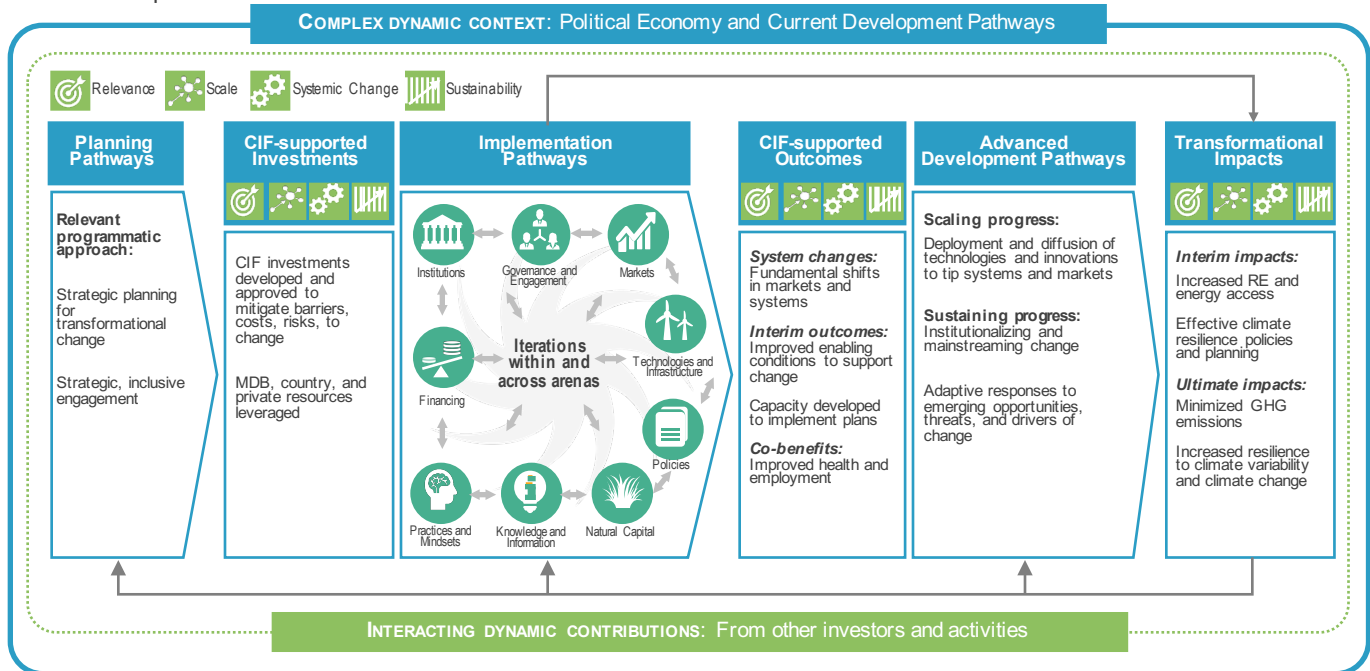 COMPLEX DYNAMIC CONTEXT: Political Economy and Current Development Pathways
Relevance
Scale
Systemic Change
Sustainability
Planning
Pathways
Relevant
programmatic
approach:
Strategic planning
for
transformational
change
Strategic, inclusive
engagement
CIF-supported
Investments
CIF investments
developed and
approved to
mitigate barriers,
costs, risks, to
change
MDB, country, and
private resources
leveraged
Implementation
Pathways
Institutions
Governance and
Engagement
Markets
Iterations
within and
across arenas
Technologies and
Infrastructure
Financing
Policies
Practices and
Mindsets
Knowledge and
Information
Natural Capital
CIF-supported
Outcomes
System changes:
Fundamental shifts
in markets and
systems
Interim outcomes:
Improved enabling
conditions to support
change
Capacity developed
to implement plans
Co-benefits:
Improved health and
employment
Advanced
Development Pathways
Scaling progress:
Deployment and diffusion of
technologies and innovations
to tip systems and markets
Sustaining progress:
Institutionalizing and
mainstreaming change
Adaptive responses to
emerging opportunities,
threats, and drivers of
change
Transformational
Impacts
Interim impacts:
Increased RE and
energy access
Effective climate
resilience policies
and planning
Ultimate impacts:
Minimized GHG
emissions
Increased resilience
to climate variability
and climate change
INTERACTING DYNAMIC CONTRIBUTIONS: From other investors and activities